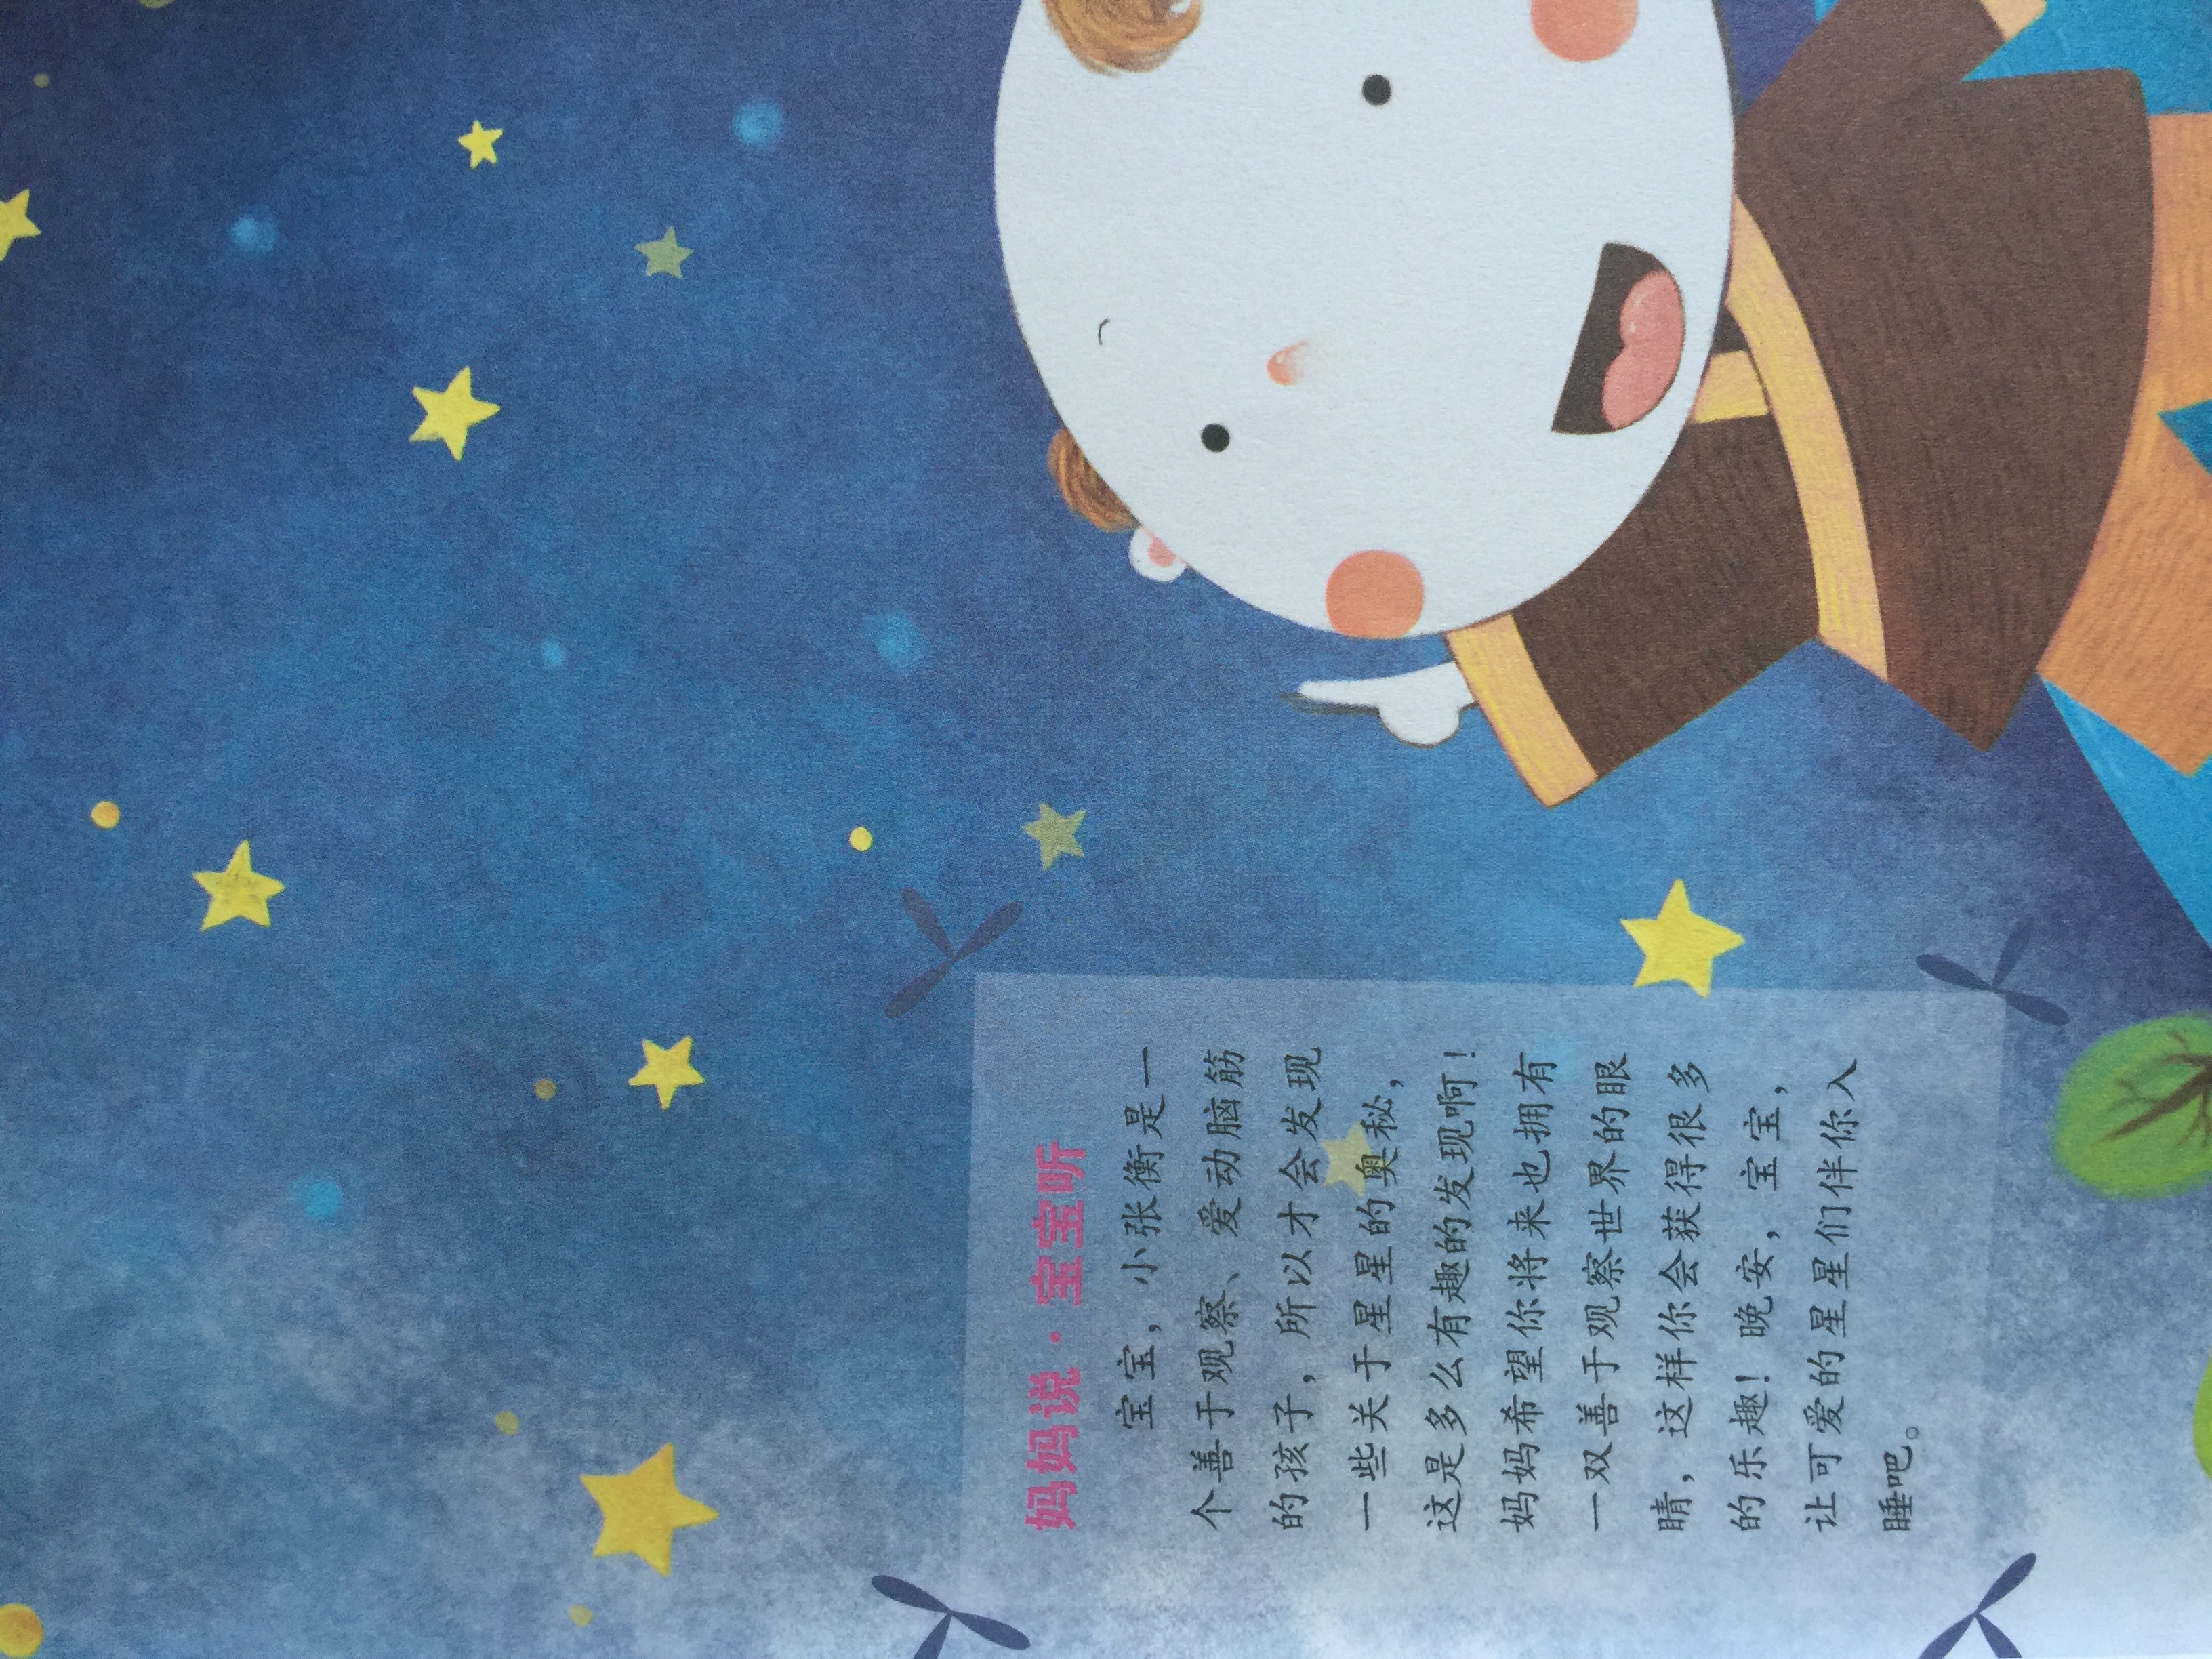 妈妈说·宝宝听
宝宝，小张衡是一
个善于观察、爱动脑筋
的孩子，所以才会发现
一些关于星星的奥秘，
这是多么有趣的发现啊！
妈妈希望你将来也拥有
一双善于观察世界的眼
睛，这样你会获得很多
的乐趣！晚安，宝宝，
让可爱的星星们伴你入
睡吧。